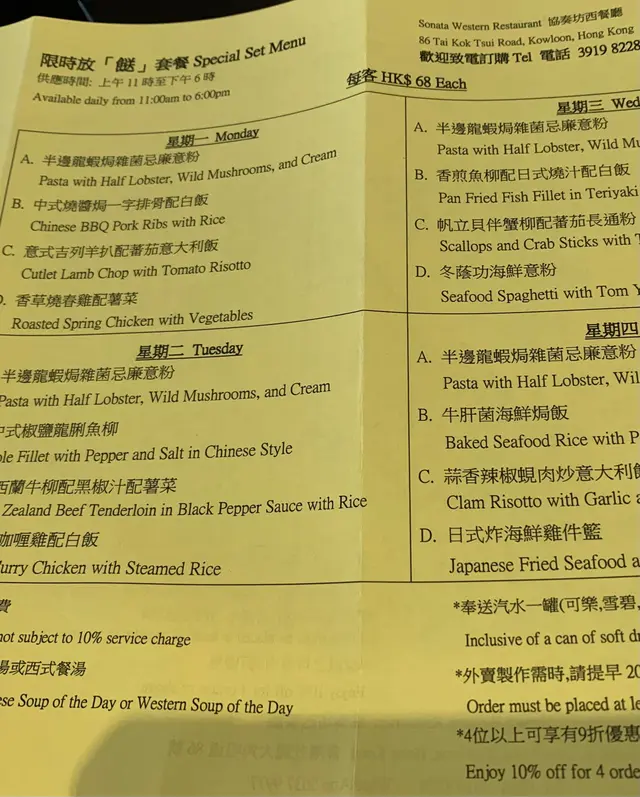 限時放「餸」套餐 Special Set Menu
供應時間: 上午 11 時至下午 6 時
Available daily from 11:00am to 6:00pm
Sonata Western Restaurant 協奏坊西餐廳
86 Tai Kok Tsui Road, Kowloon, Hong Kong
歡迎致電訂購 Tel 電話 3919 8228
每客 HK$ 68 Each
星期一 Monday
A. 半邊龍蝦焗雜菌忌廉意粉
Pasta with Half Lobster, Wild Mushrooms, and Cream
B. 中式燒醬焗一字排骨配白飯
Chinese BBQ Pork Ribs with Rice
C. 意式吉列羊扒配蕃茄意大利飯
Cutlet Lamb Chop with Tomato Risotto
D. 香草燒春雞配薯菜
Roasted Spring Chicken with Vegetables
星期二 Tuesday
半邊龍蝦焗雜菌忌廉意粉
Pasta with Half Lobster, Wild Mushrooms, and Cream
中式椒鹽龍脷魚柳
Fillet with Pepper and Salt in Chinese Style
西蘭牛柳配黑椒汁配薯菜
Zealand Beef Tenderloin in Black Pepper Sauce with Rice
咖喱雞配白飯
Curry Chicken with Steamed Rice
星期三
A. 半邊龍蝦焗雜菌忌廉意粉
Pasta with Half Lobster, Wild
B. 香煎魚柳配日式燒汁配白飯
Pan Fried Fish Fillet in Teriyaki
C. 帆立貝伴蟹柳配蕃茄長通粉
Scallops and Crab Sticks with
D. 冬蔭功海鮮意粉
Seafood Spaghetti with Tom
星期四
A. 半邊龍蝦焗雜菌忌廉意粉
Pasta with Half Lobster,
B. 牛肝菌海鮮焗飯
Baked Seafood Rice with
C. 蒜香辣椒蜆肉炒意大利飯
Clam Risotto with Garlic
D. 日式炸海鮮雞件籃
Japanese Fried Seafood
費
not subject to 10% service charge
湯或西式餐湯
Soup of the Day or Western Soup of the Day
*奉送汽水一罐(可樂,雪碧,
Inclusive of a can of soft
*外賣製作需時,請提早 20
Order must be placed at
*4位以上可享有9折優惠
Enjoy 10% off for 4